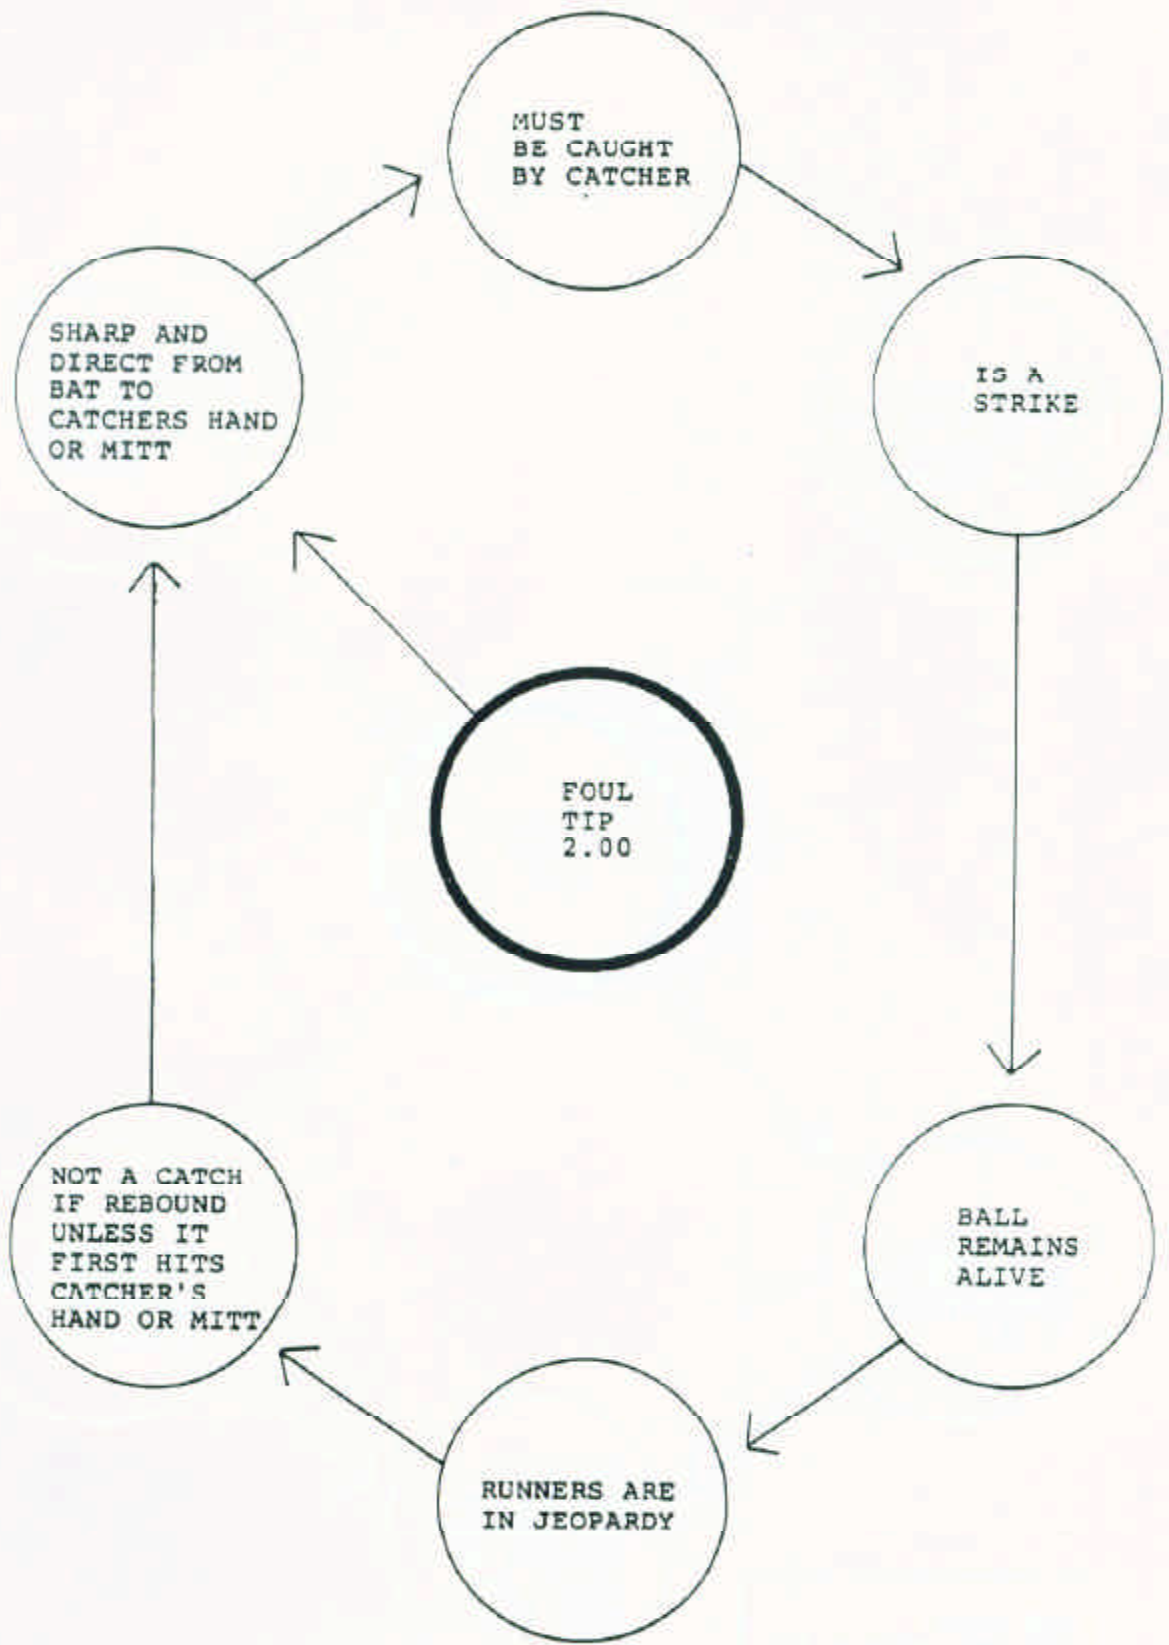 MUST
BE CAUGHT
BY CATCHER
SHARP AND
DIRECT FROM
BAT TO
CATCHERS HAND
OR MITT
IS A
STRIKE
FOUL
TIP
2.00
NOT A CATCH
IF REBOUND
UNLESS IT
FIRST HITS
CATCHER'S
HAND OR MITT
BALL
REMAINS
ALIVE
RUNNERS ARE
IN JEOPARDY